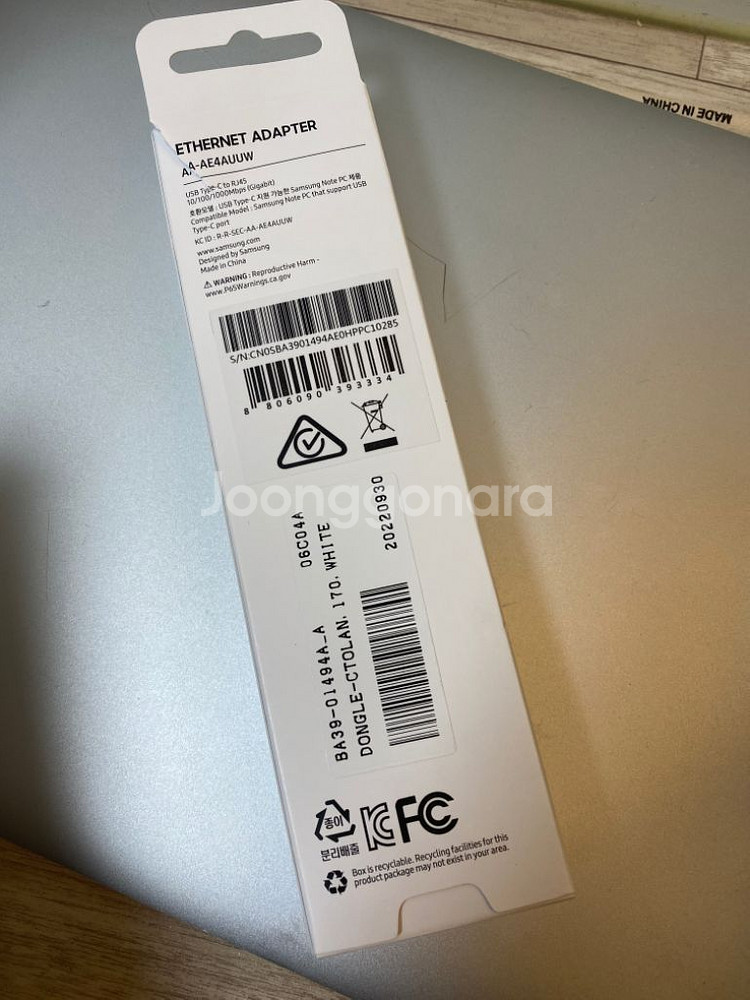 MADE IN CHINA
ETHERNET ADAPTER
AA-AE4AUUW
USB Type-C to RJ45
10/100/1000Mbps (Gigabit)
호환모델 : USB Type-C 지원 가능한 Samsung Note PC 제품
Compatible Model : Samsung Note PC that support USB
Type-C port
KC ID : R-R-SEC-AA-AE4AUUW
www.samsung.com
Designed by Samsung
Made in China
WARNING : Reproductive Harm -
www.P65Warnings.ca.gov
S/N:CN0SBA3901494AE0HPPC10285
8 806090 393334
Joonggonara
06C04A
20220930
BA39-01494A_A
DONGLE-CTOLAN, 170, WHITE
종이
분리배출
KC FC
Box is recyclable. Recycling facilities for this
product package may not exist in your area.